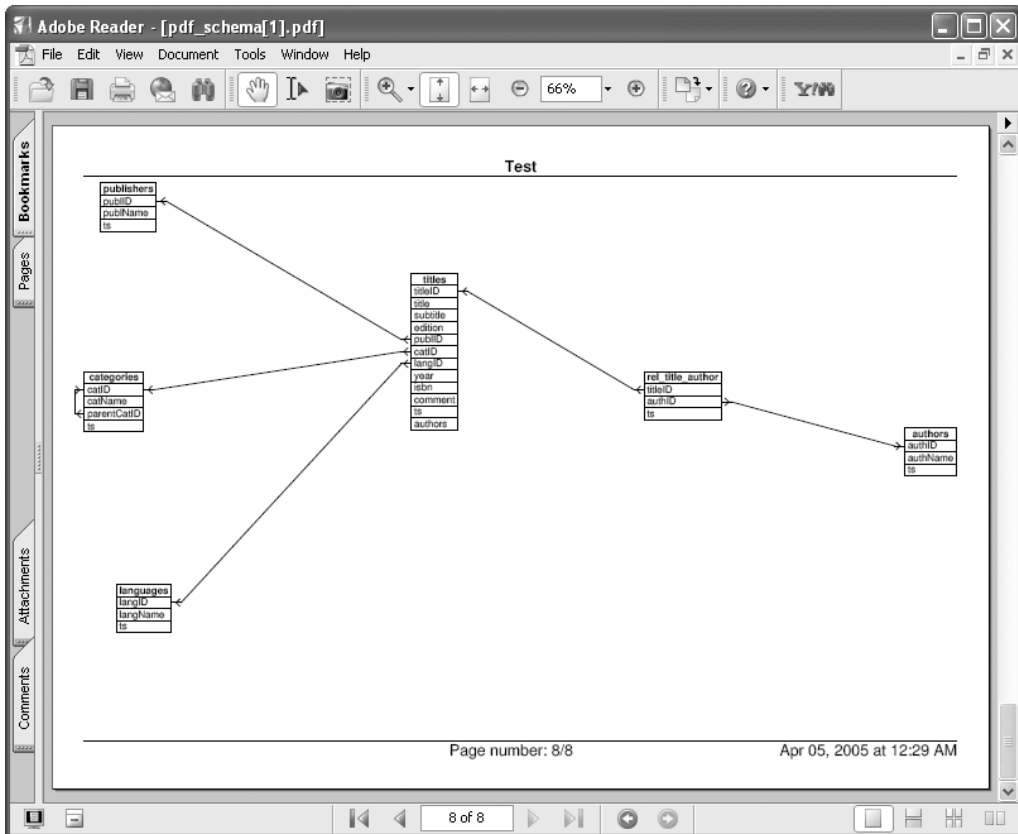 Adobe Reader - [pdf_schema[1].pdf]
File Edit View Document Tools Window Help
66%
Y!
Bookmarks
Pages
Attachments
Comments
Test
publishers
publID
publName
ts
titles
titleID
title
subtitle
edition
publID
catID
langID
year
isbn
comment
ts
authors
categories
catID
catName
parentCatID
ts
rel_title_author
titleID
authID
ts
authors
authID
authName
ts
languages
langID
langName
ts
Page number: 8/8
Apr 05, 2005 at 12:29 AM
8 of 8